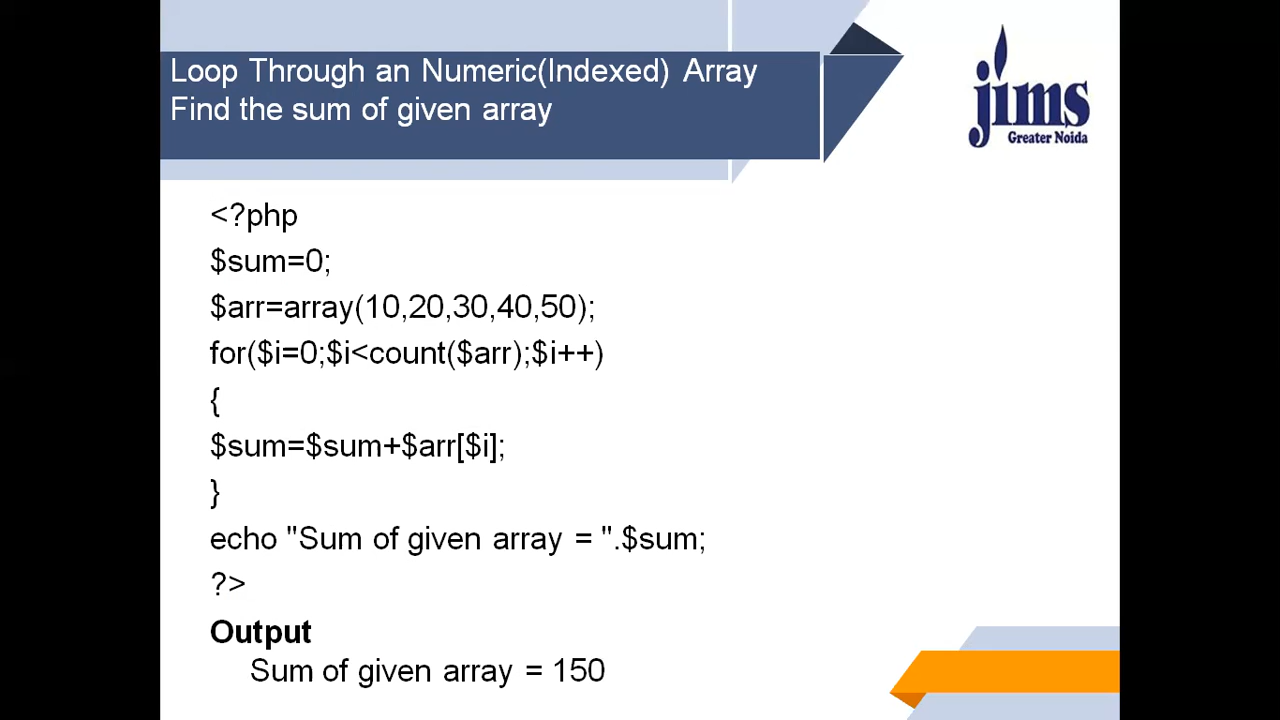 Loop Through an Numeric(Indexed) Array
Find the sum of given array
jims
Greater Noida
<?php
$sum=0;
$arr=array(10,20,30,40,50);
for($i=0;$i<count($arr);$i++)
{
$sum=$sum+$arr[$i];
}
echo "Sum of given array = ".$sum;
?>
Output
Sum of given array = 150